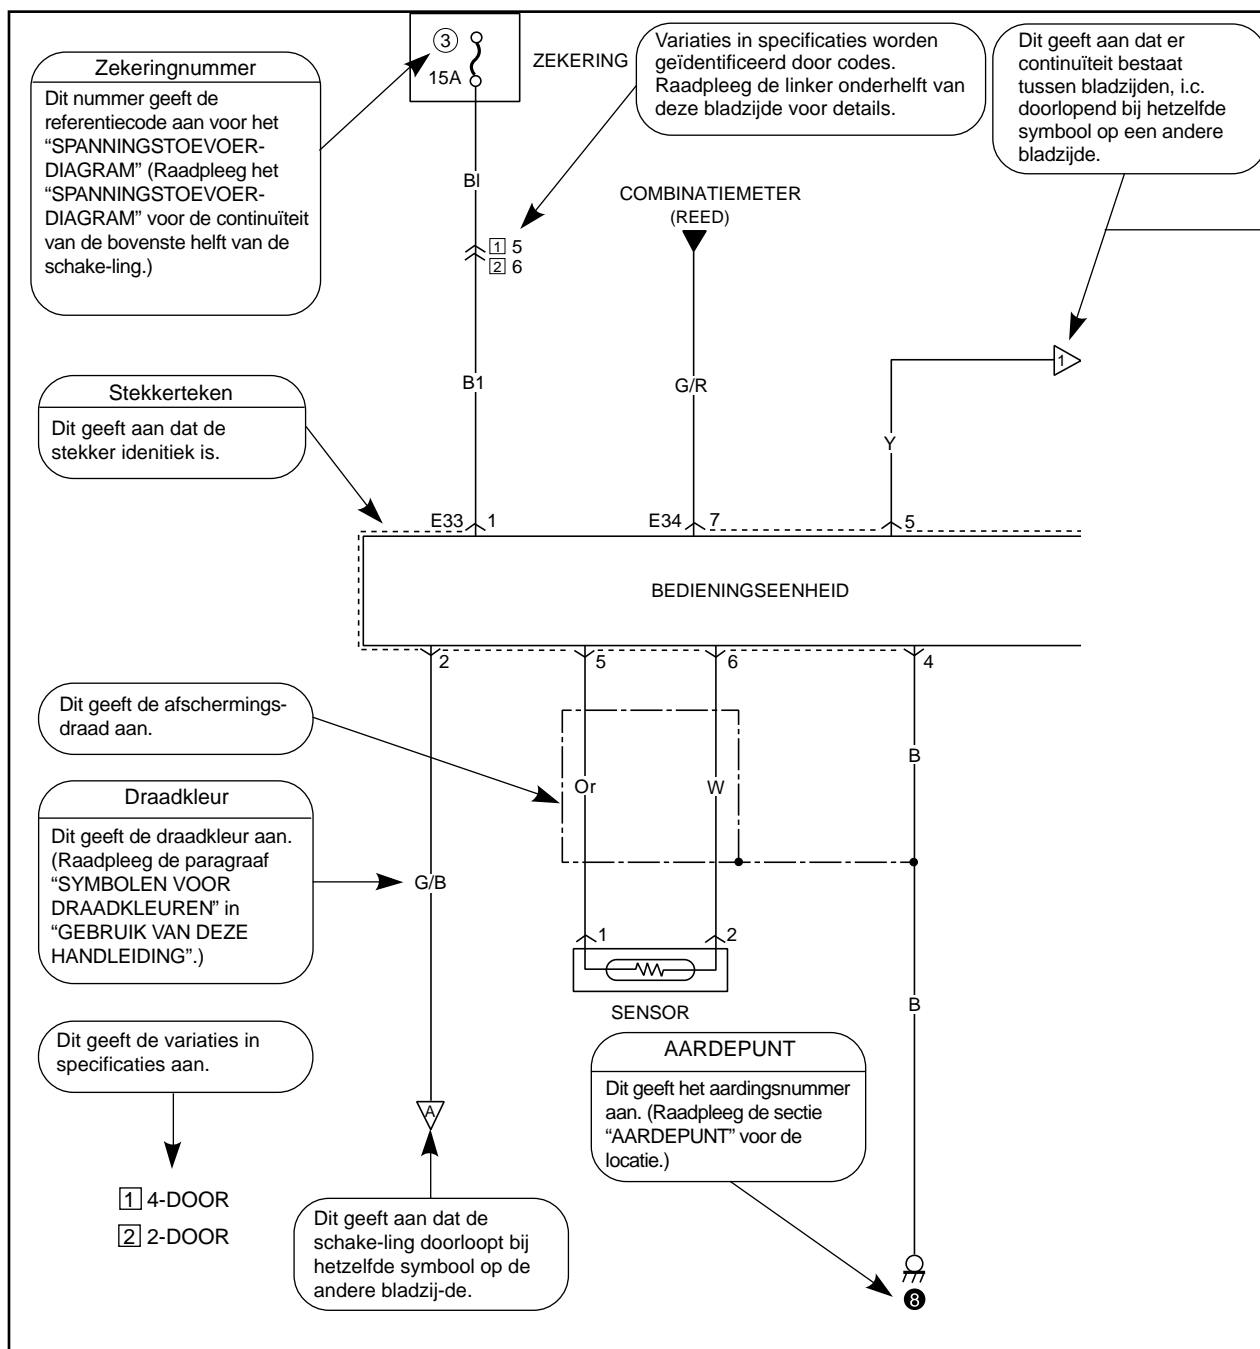 Zekeringnummer
Dit nummer geeft de
referentiecode aan voor het
“SPANNINGSTOEVOER-
DIAGRAM” (Raadpleeg het
“SPANNINGSTOEVOER-
DIAGRAM” voor de continuïteit
van de bovenste helft van de
schake-ling.)
3
15A
ZEKERING
Variaties in specificaties worden
geïdentificeerd door codes.
Raadpleeg de linker onderhelft van
deze bladzijde voor details.
Dit geeft aan dat er
continuïteit bestaat
tussen bladzijden, i.c.
doorlopend bij hetzelfde
symbool op een andere
bladzijde.
Bl
1 5
2 6
COMBINATIEMETER
(REED)
B1
G/R
1
Y
Stekkerteken
Dit geeft aan dat de
stekker idenitiek is.
E33 1
E34 7
5
BEDIENINGSEENHEID
2
5
6
4
Dit geeft de afschermings-
draad aan.
Or
W
B
Draadkleur
Dit geeft de draadkleur aan.
(Raadpleeg de paragraaf
“SYMBOLEN VOOR
DRAADKLEUREN” in
“GEBRUIK VAN DEZE
HANDLEIDING”.)
G/B
1
2
SENSOR
B
Dit geeft de variaties in
specificaties aan.
1 4-DOOR
2 2-DOOR
A
Dit geeft aan dat de
schake-ling doorloopt bij
hetzelfde symbool op de
andere bladzij-de.
AARDEPUNT
Dit geeft het aardingsnummer
aan. (Raadpleeg de sectie
“AARDEPUNT” voor de
locatie.)
8